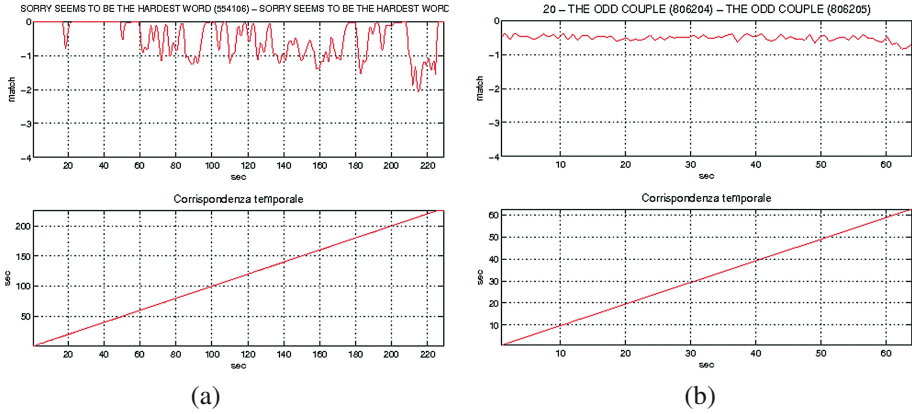 SORRY SEEMS TO BE THE HARDEST WORD (554106) – SORRY SEEMS TO BE THE HARDEST WORD
0
−1
−2
−3
−4
match
20 40 60 80 100 120 140 160 180 200 220
sec
Corrispondenza temporale
200
150
100
50
sec
20 40 60 80 100 120 140 160 180 200 220
sec
(a)
20 – THE ODD COUPLE (806204) – THE ODD COUPLE (806205)
0
−1
−2
−3
−4
match
10 20 30 40 50 60
sec
Corrispondenza temporale
60
50
40
30
20
10
sec
10 20 30 40 50 60
sec
(b)